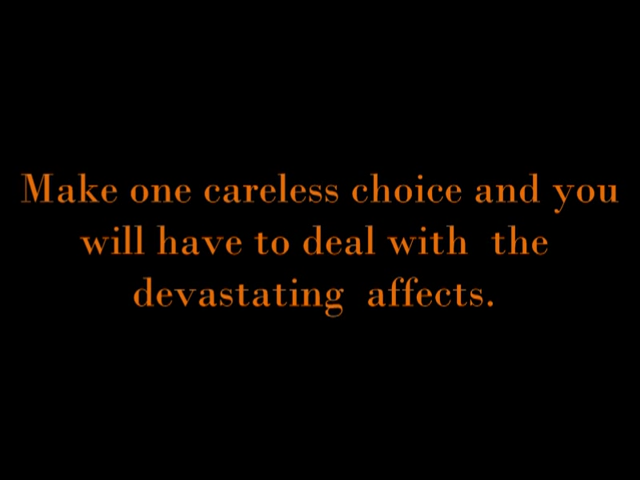 Make one careless choice and you
will have to deal with  the
devastating  affects.